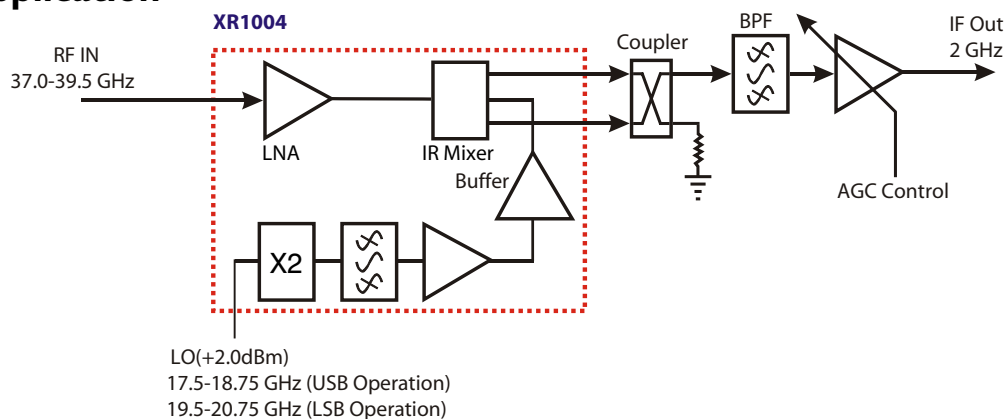 XR1004
RF IN
37.0-39.5 GHz
LNA
IR Mixer
Buffer
X2
LO(+2.0dBm)
17.5-18.75 GHz (USB Operation)
19.5-20.75 GHz (LSB Operation)
Coupler
BPF
IF Out
2 GHz
AGC Control